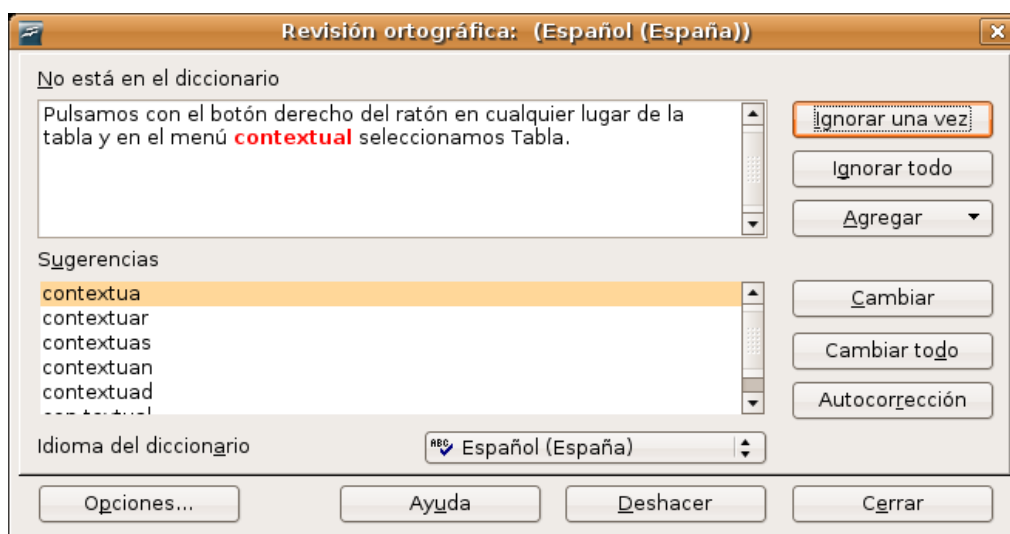 Revisión ortográfica: (Español (España))
No está en el diccionario
Pulsamos con el botón derecho del ratón en cualquier lugar de la
tabla y en el menú contextual seleccionamos Tabla.
Ignorar una vez
Ignorar todo
Agregar
Sugerencias
contextua
contextuar
contextuas
contextuan
contextuad
Cambiar
Cambiar todo
Autocorrección
Idioma del diccionario
ABC Español (España)
Opciones...
Ayuda
Deshacer
Cerrar